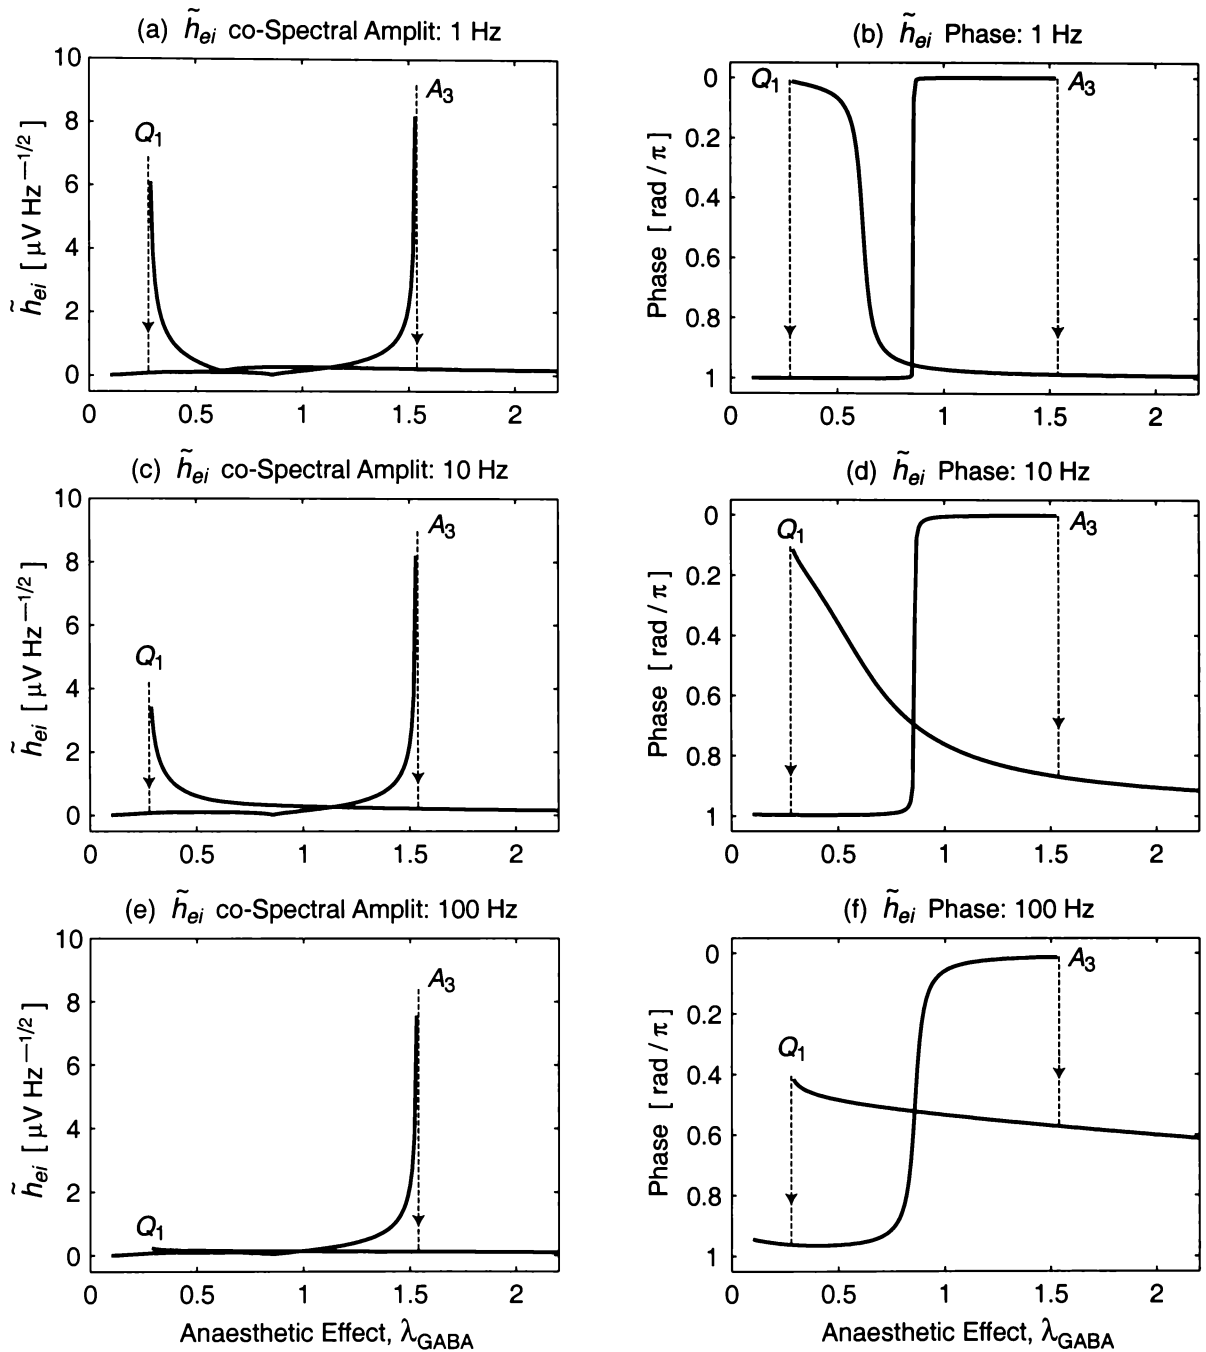 (a) h̃ei co-Spectral Amplit: 1 Hz
10
8
6
4
2
0
h̃ei [ μV Hz−1/2 ]
Q1
A3
0 0.5 1 1.5 2
(b) h̃ei Phase: 1 Hz
0
0.2
0.4
0.6
0.8
1
Phase [ rad / π ]
Q1
A3
0 0.5 1 1.5 2
(c) h̃ei co-Spectral Amplit: 10 Hz
10
8
6
4
2
0
h̃ei [ μV Hz−1/2 ]
Q1
A3
0 0.5 1 1.5 2
(d) h̃ei Phase: 10 Hz
0
0.2
0.4
0.6
0.8
1
Phase [ rad / π ]
Q1
A3
0 0.5 1 1.5 2
(e) h̃ei co-Spectral Amplit: 100 Hz
10
8
6
4
2
0
h̃ei [ μV Hz−1/2 ]
Q1
A3
0 0.5 1 1.5 2
Anaesthetic Effect, λGABA
(f) h̃ei Phase: 100 Hz
0
0.2
0.4
0.6
0.8
1
Phase [ rad / π ]
Q1
A3
0 0.5 1 1.5 2
Anaesthetic Effect, λGABA